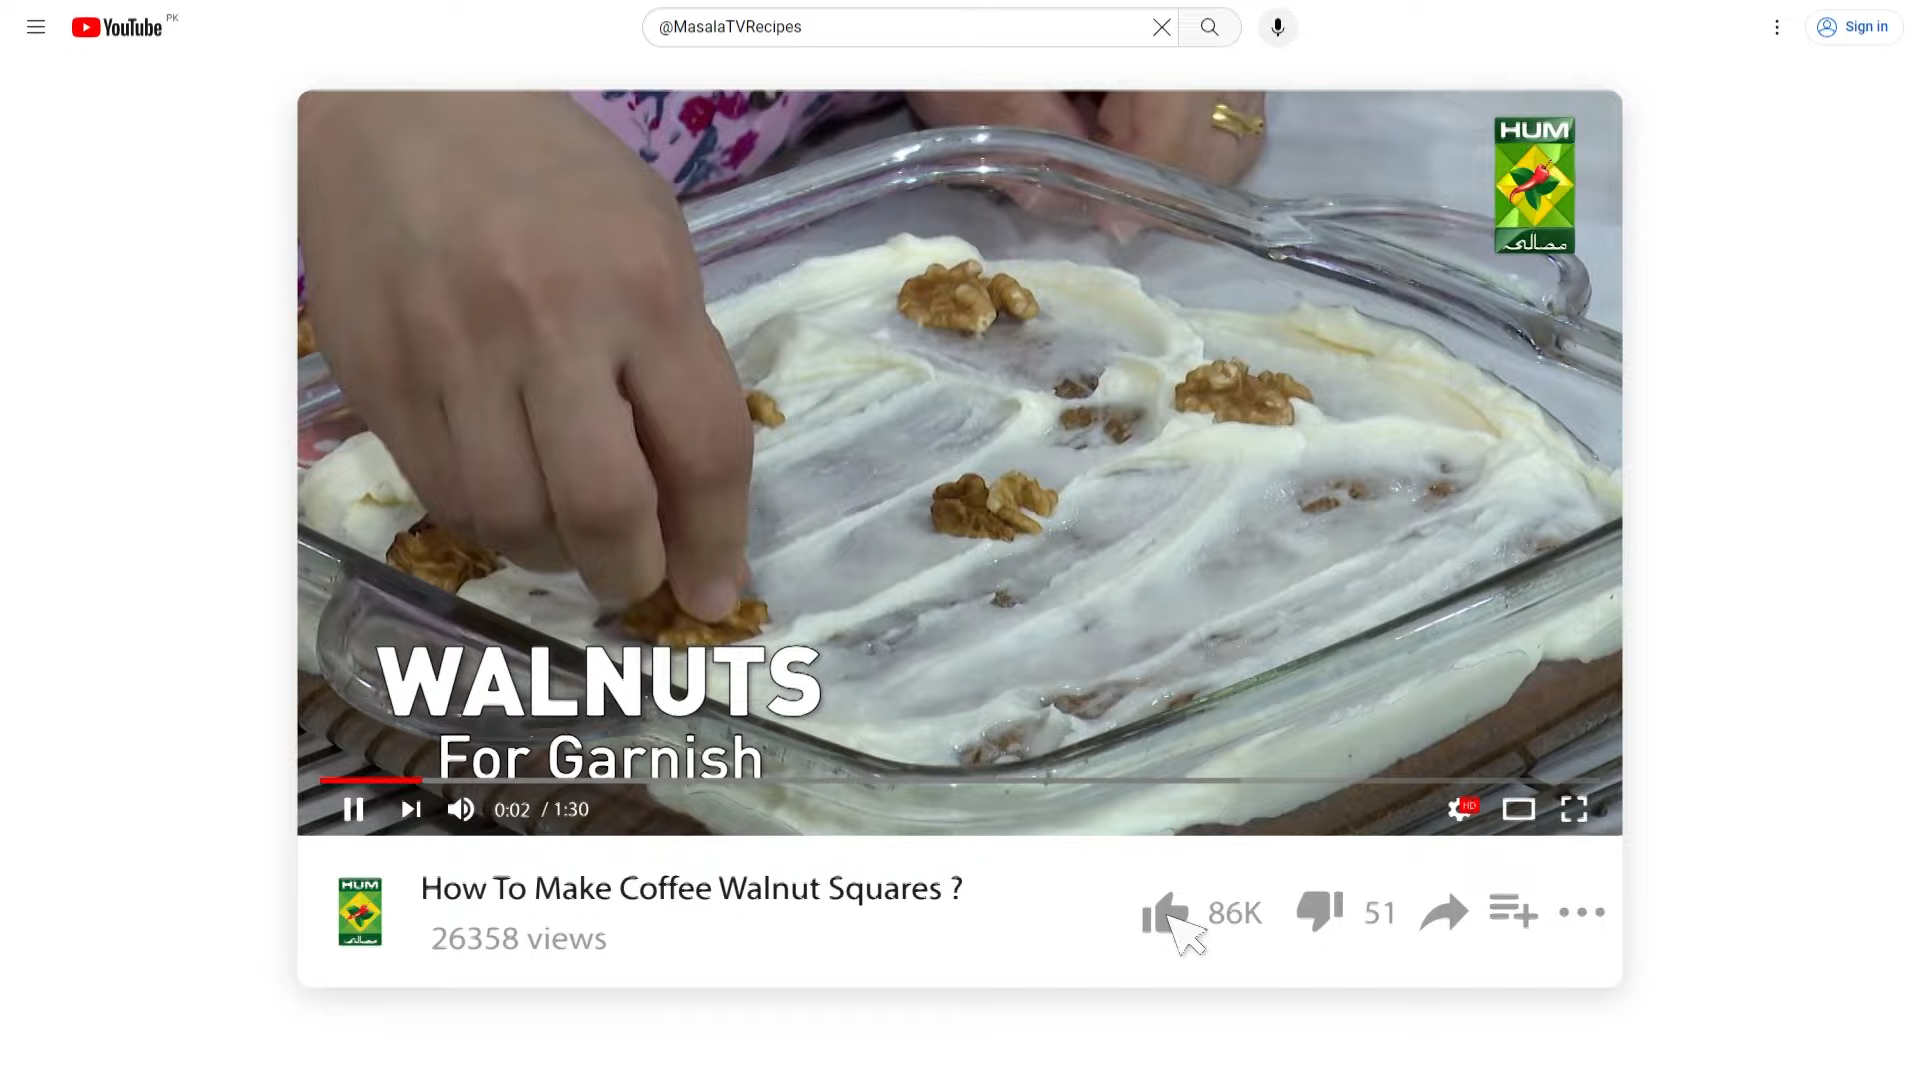 YouTube PK
@MasalaTVRecipes
Sign in
HUM
مصالحہ
WALNUTS
For Garnish
0:02 / 1:30
HD
HUM
مصالحہ
How To Make Coffee Walnut Squares ?
26358 views
86K
51